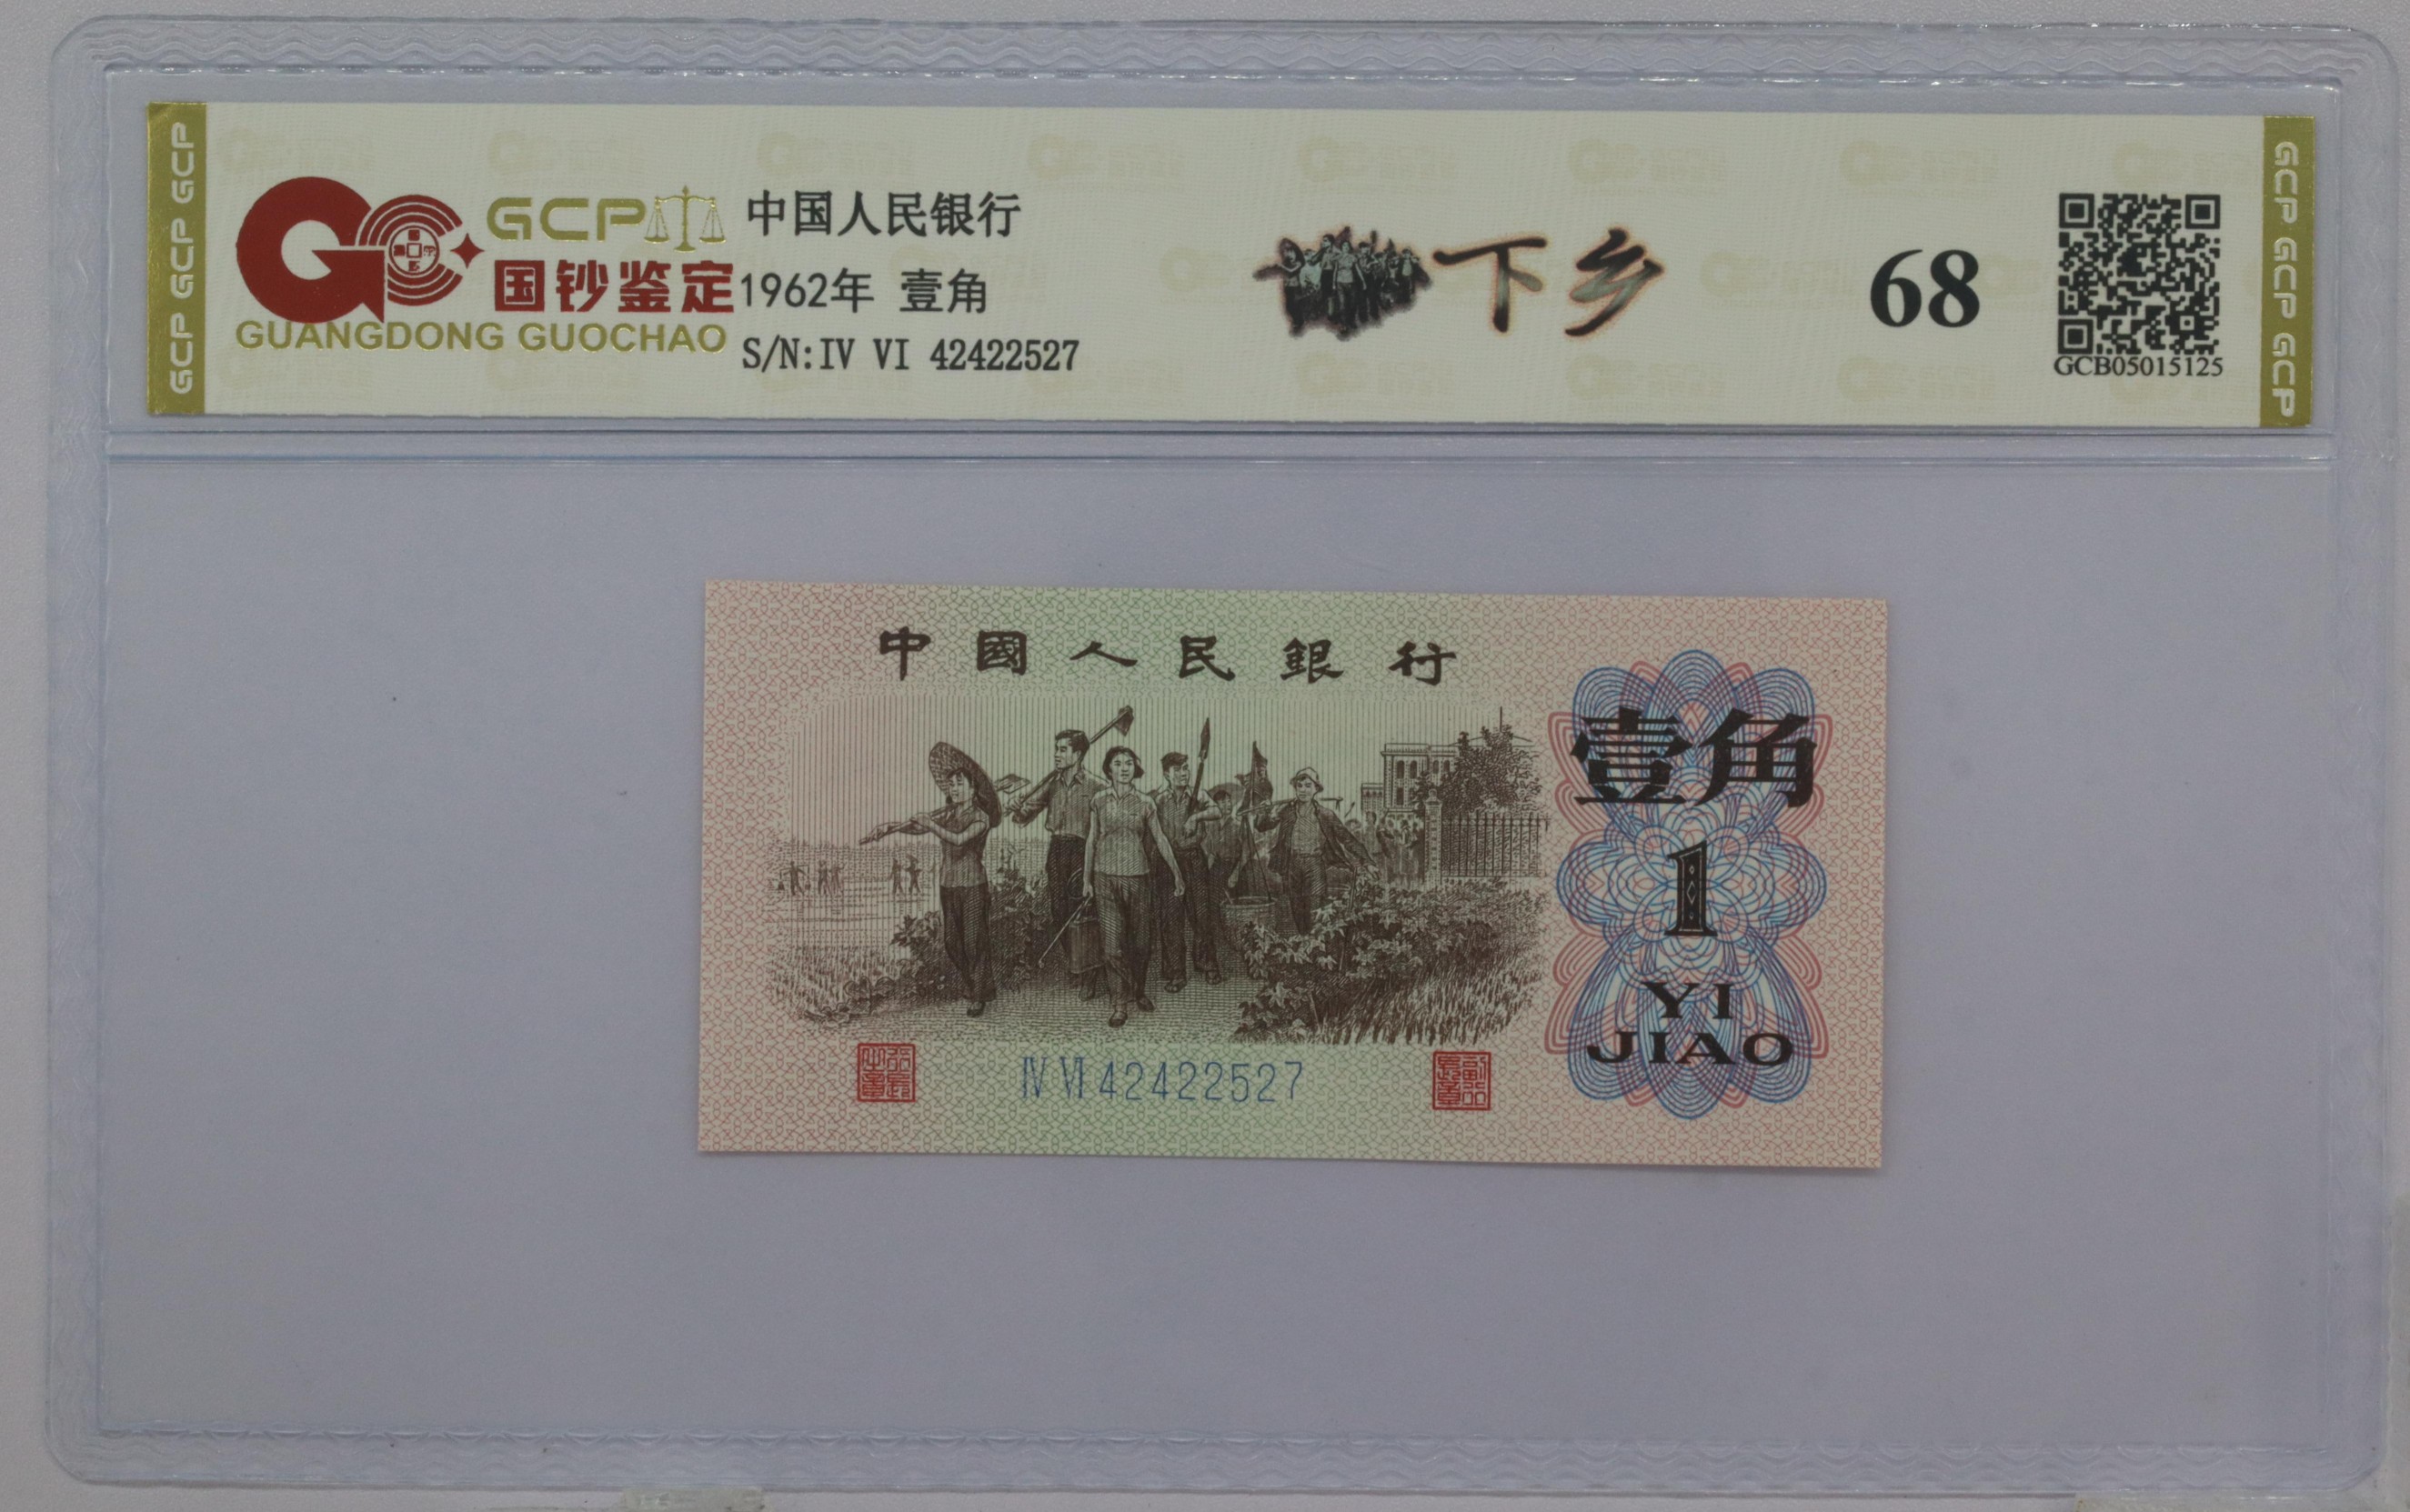 GCP GCP GCP
GCP
国钞鉴定
GUANGDONG GUOCHAO
中国人民银行
1962年 壹角
S/N:IV VI 42422527
下乡
68
GCB05015125
GCP GCP GCP
中國人民銀行
壹角
1
YI
JIAO
IV VI 42422527